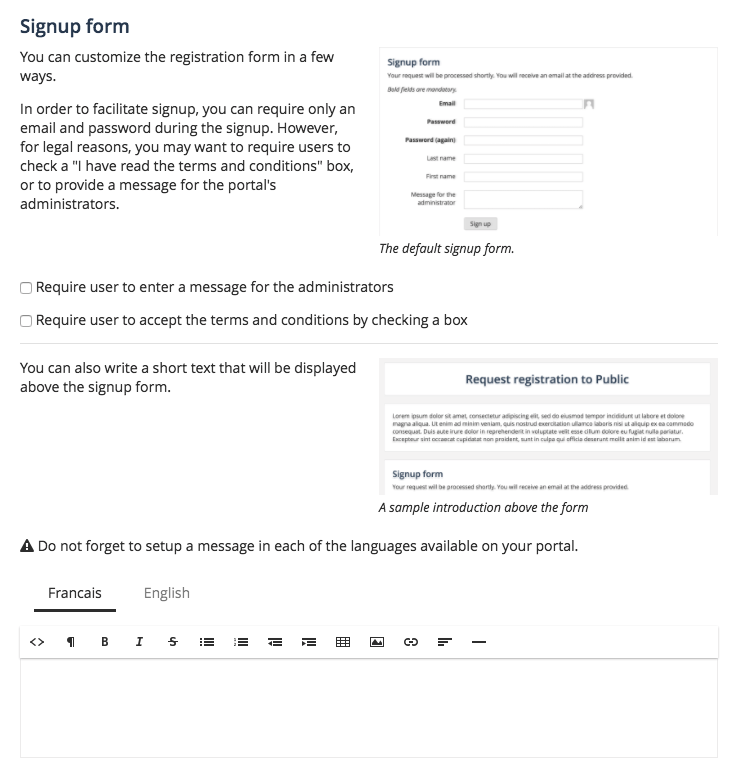 Signup form
You can customize the registration form in a few
ways.
In order to facilitate signup, you can require only an
email and password during the signup. However,
for legal reasons, you may want to require users to
check a "I have read the terms and conditions" box,
or to provide a message for the portal's
administrators.
Signup form
Your request will be processed shortly. You will receive an email at the address provided.
Bold fields are mandatory.
Email
Password
Password (again)
Last name
First name
Message for the
administrator
Sign up
The default signup form.
Require user to enter a message for the administrators
Require user to accept the terms and conditions by checking a box
You can also write a short text that will be displayed
above the signup form.
Request registration to Public
Lorem ipsum dolor sit amet, consectetur adipiscing elit, sed do eiusmod tempor incididunt ut labore et dolore
magna aliqua. Ut enim ad minim veniam, quis nostrud exercitation ullamco laboris nisi ut aliquip ex ea commodo
consequat. Duis aute irure dolor in reprehenderit in voluptate velit esse cillum dolore eu fugiat nulla pariatur.
Excepteur sint occaecat cupidatat non proident, sunt in culpa qui officia deserunt mollit anim id est laborum.
Signup form
Your request will be processed shortly. You will receive an email at the address provided.
A sample introduction above the form
Do not forget to setup a message in each of the languages available on your portal.
Francais English
<> ¶ B I S